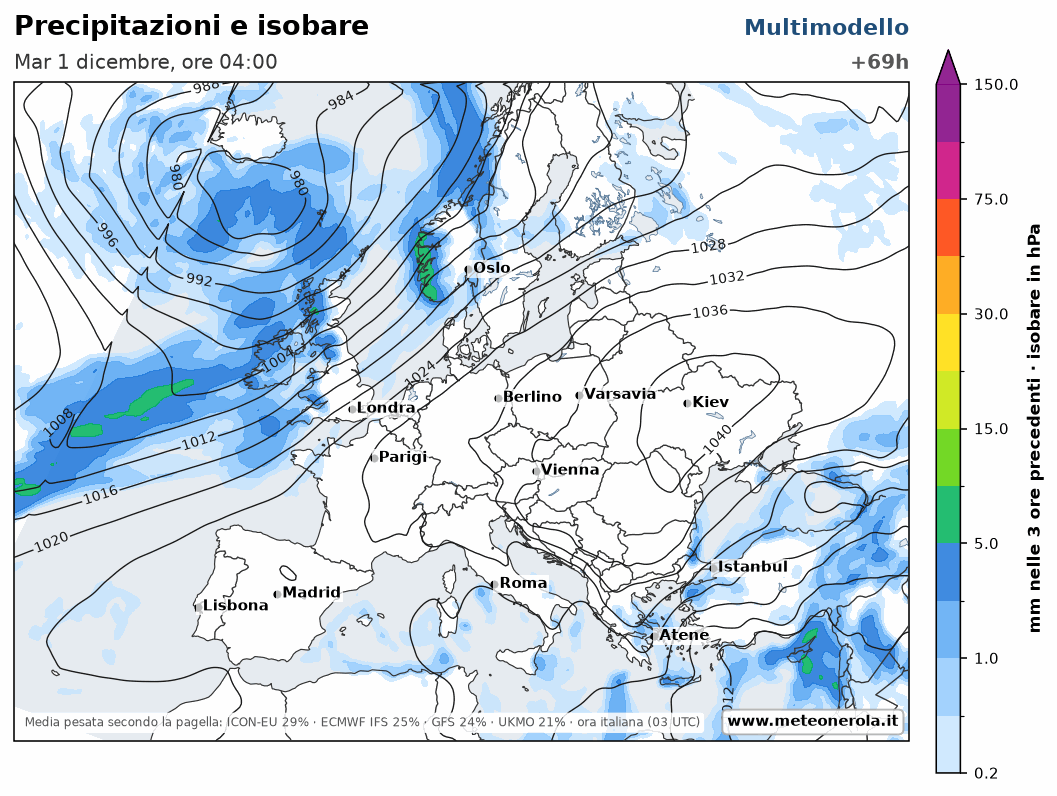 Precipitazioni e isobare
Multimodello
Mar 1 dicembre, ore 04:00
+69h
988
984
980
980
996
992
1004
1008
1012
1016
1020
1024
1028
1032
1036
1040
012
Oslo
Londra
Berlino
Varsavia
Kiev
Parigi
Vienna
Istanbul
Roma
Madrid
Lisbona
Atene
Media pesata secondo la pagella: ICON-EU 29% · ECMWF IFS 25% · GFS 24% · UKMO 21% · ora italiana (03 UTC)
www.meteonerola.it
150.0
75.0
30.0
15.0
5.0
1.0
0.2
mm nelle 3 ore precedenti · isobare in hPa